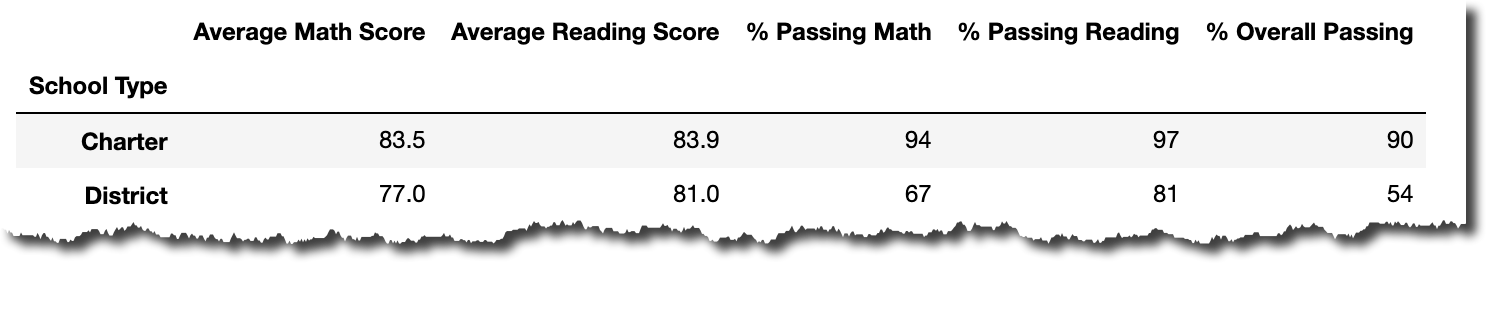 Average Math Score Average Reading Score % Passing Math % Passing Reading % Overall Passing
School Type
Charter 83.5 83.9 94 97 90
District 77.0 81.0 67 81 54